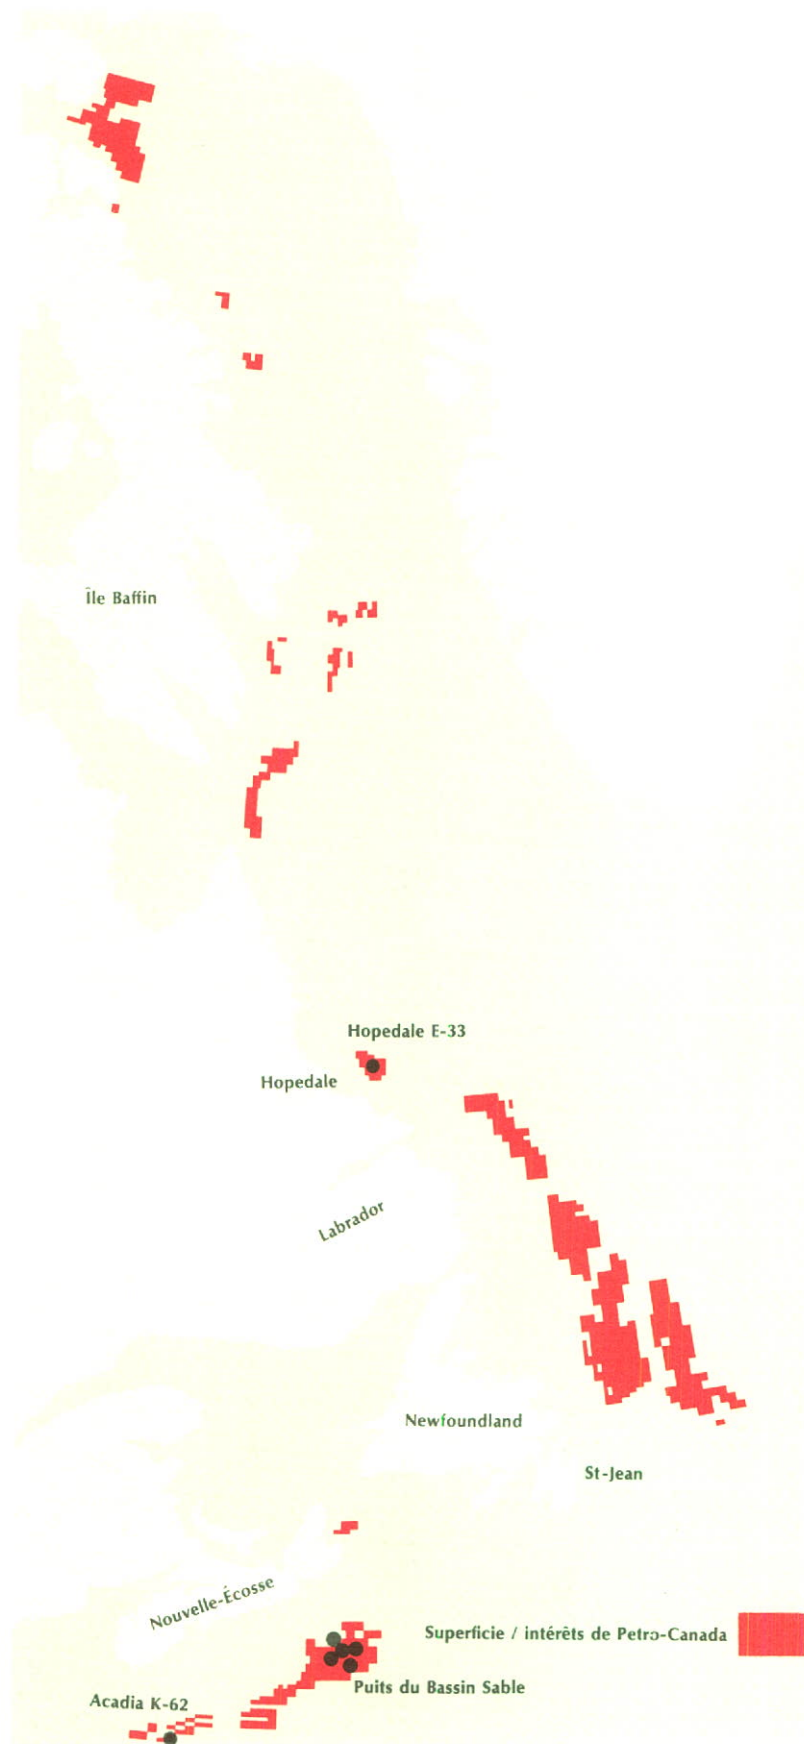 Île Baffin
Hopedale E-33
Hopedale
Labrador
Newfoundland
St-Jean
Nouvelle-Écosse
Superficie / intérêts de Petro-Canada
Puits du Bassin Sable
Acadia K-62